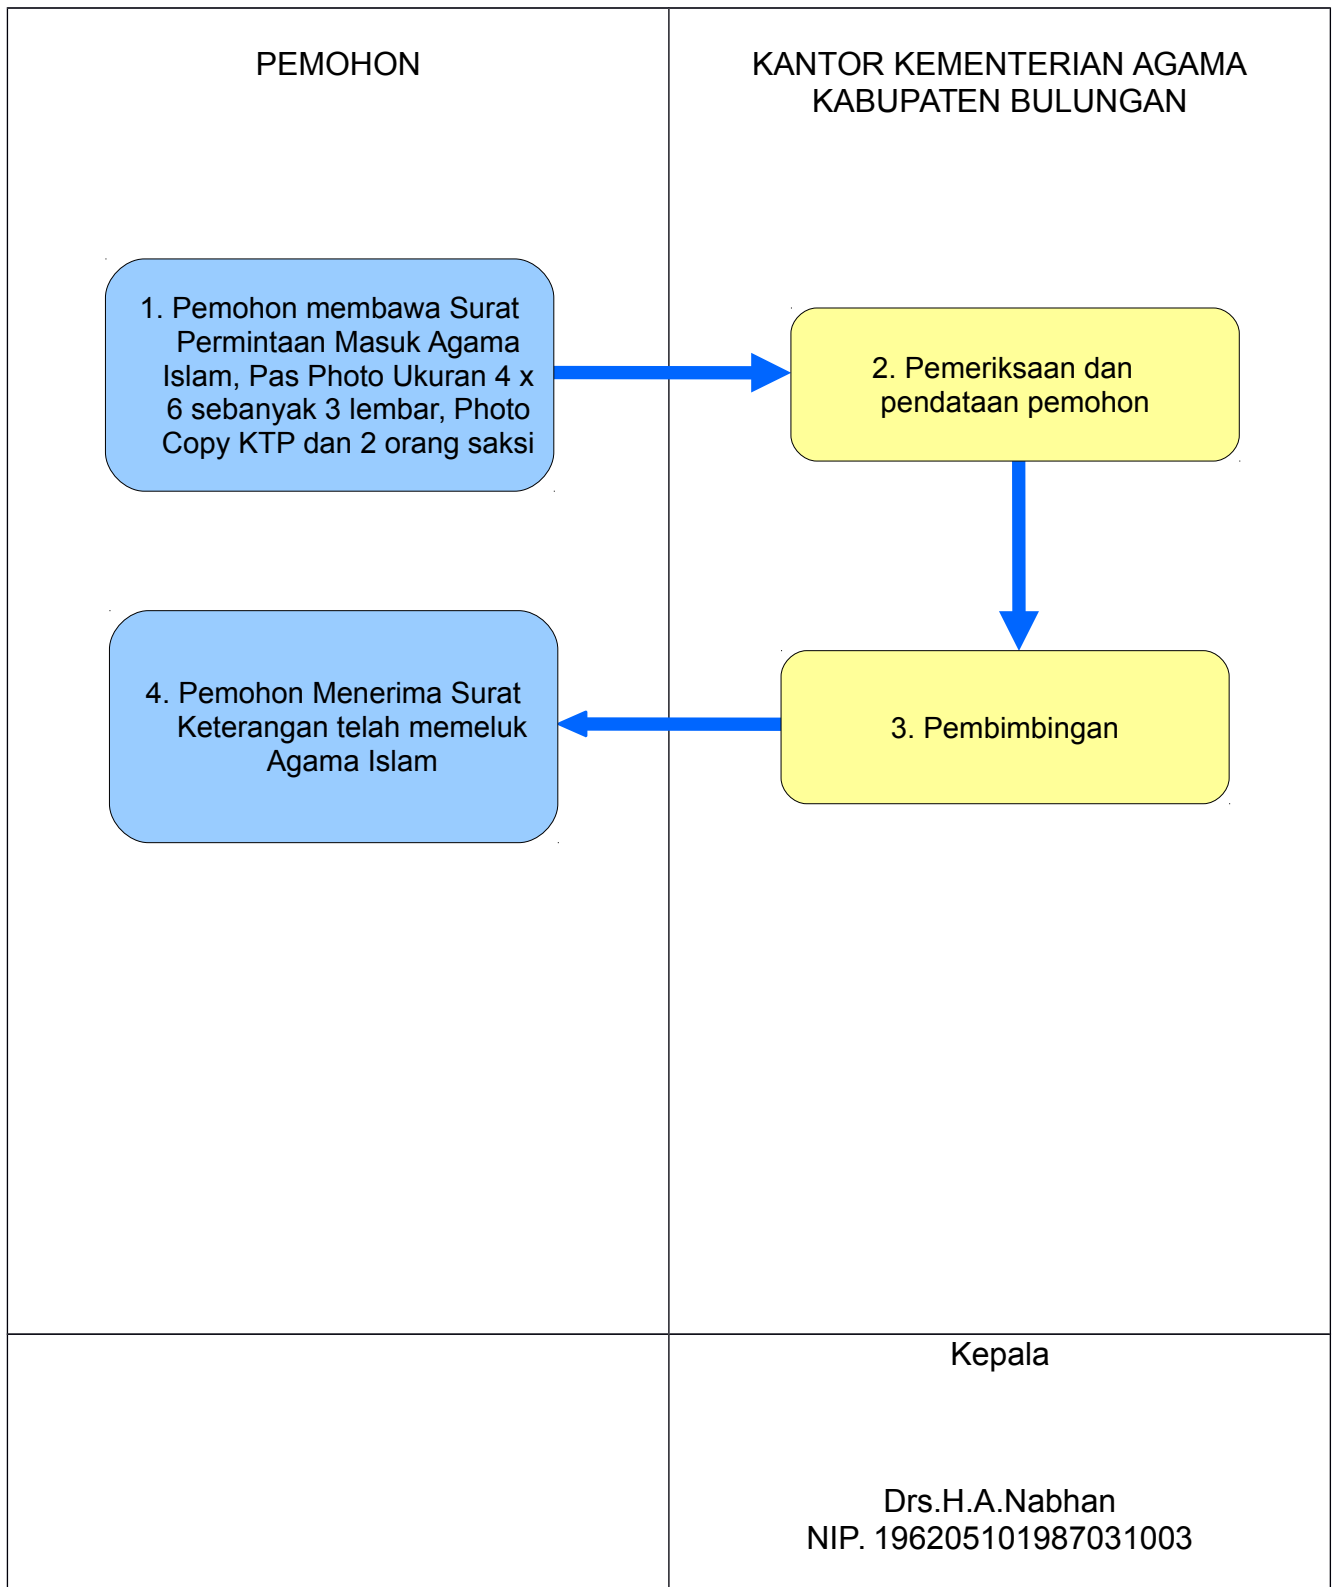 PEMOHON
KANTOR KEMENTERIAN AGAMA
KABUPATEN BULUNGAN
1. Pemohon membawa Surat
Permintaan Masuk Agama
Islam, Pas Photo Ukuran 4 x
6 sebanyak 3 lembar, Photo
Copy KTP dan 2 orang saksi
2. Pemeriksaan dan
pendataan pemohon
3. Pembimbingan
4. Pemohon Menerima Surat
Keterangan telah memeluk
Agama Islam
Kepala
Drs.H.A.Nabhan
NIP. 196205101987031003